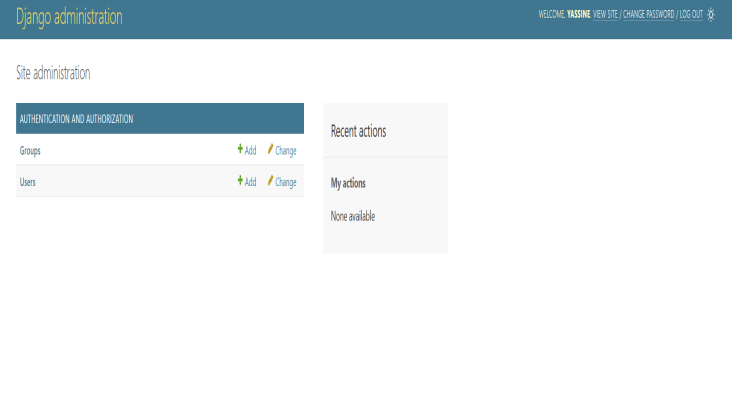 Django administration
WELCOME, YASSINE. VIEW SITE / CHANGE PASSWORD / LOG OUT
Site administration
AUTHENTICATION AND AUTHORIZATION
Groups + Add Change
Users + Add Change
Recent actions
My actions
None available